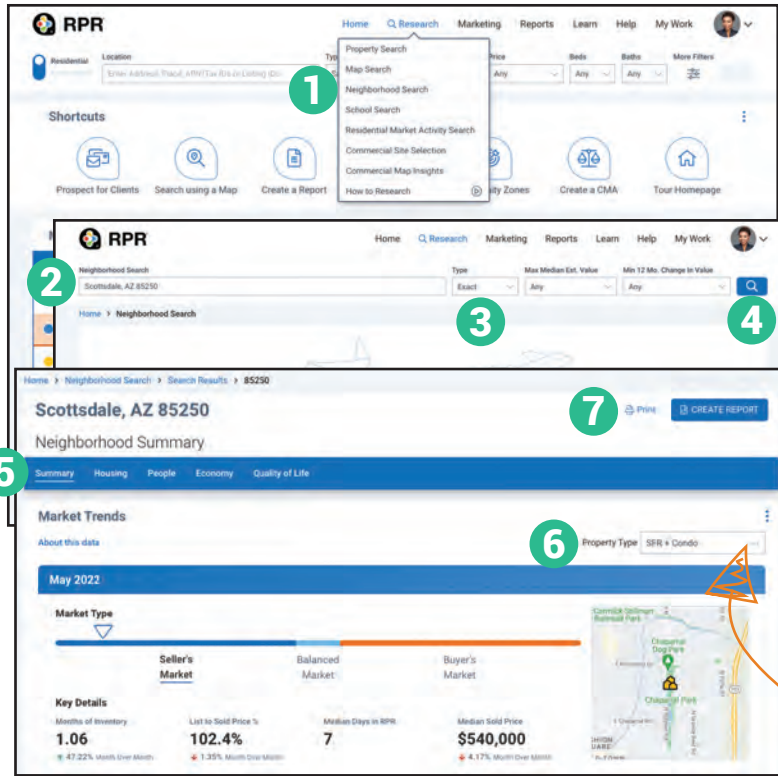 RPR
Home Research Marketing Reports Learn Help My Work
Residential
Location
Price
Beds
Baths
More Filters
Any
Any
Any
1
Property Search
Map Search
Neighborhood Search
School Search
Residential Market Activity Search
Commercial Site Selection
Commercial Map Insights
How to Research
Shortcuts
Prospect for Clients
Search using a Map
Create a Report
Zones
Create a CMA
Tour Homepage
RPR
Home Research Marketing Reports Learn Help My Work
2
Neighborhood Search
Type
Max Median Est. Value
Min 12 Mo. Change In Value
Scottsdale, AZ 85250
Exact
Any
Any
3
4
Home > Neighborhood Search
Home > Neighborhood Search > Search Results > 85250
Scottsdale, AZ 85250
7
Print
CREATE REPORT
Neighborhood Summary
5
Summary Housing People Economy Quality of Life
Market Trends
About this data
6
Property Type
SFR + Condo
May 2022
Market Type
Seller's Market
Balanced Market
Buyer's Market
Key Details
Months of Inventory
List to Sold Price %
Median Days in RPR
Median Sold Price
1.06
102.4%
7
$540,000
47.22% Month Over Month
1.35% Month Over Month
4.17% Month Over Month
Chaparral
Dog Park
Chaparral Park